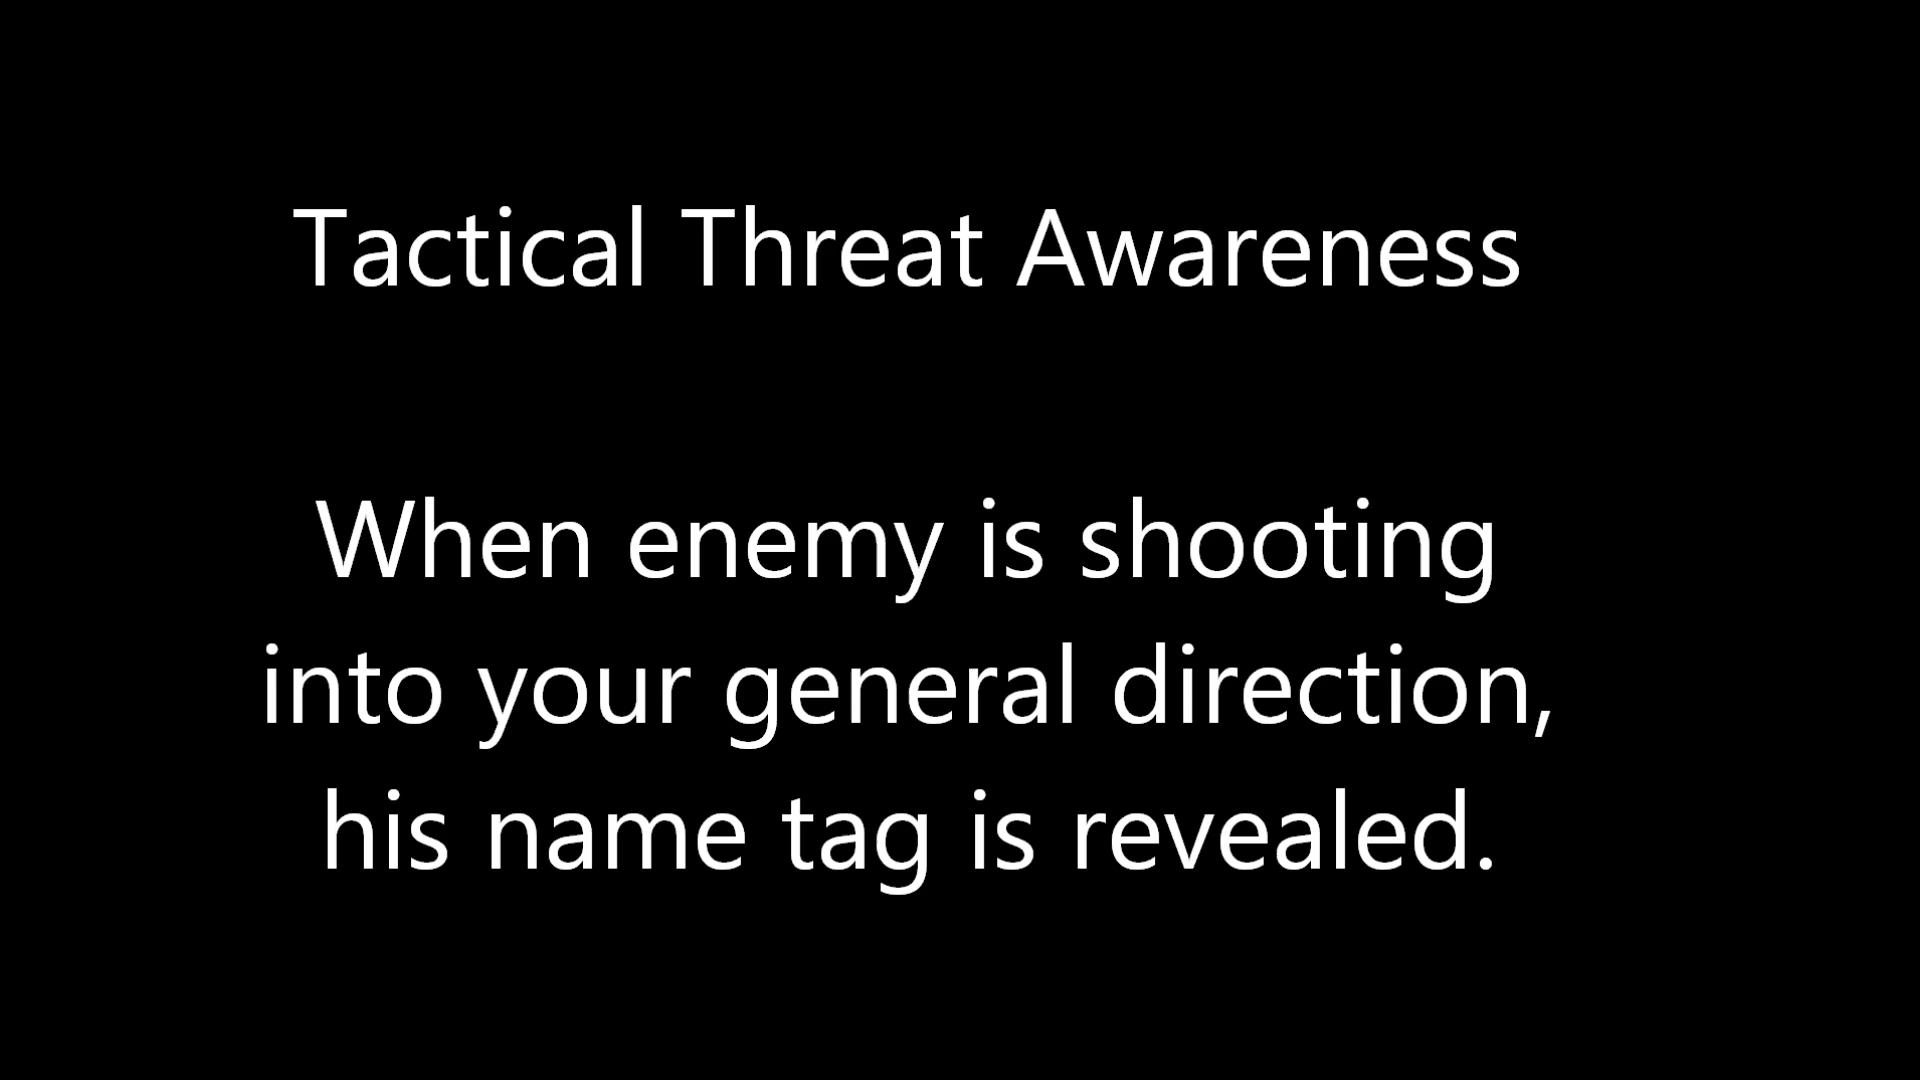 Tactical Threat Awareness
When enemy is shooting
into your general direction,
his name tag is revealed.